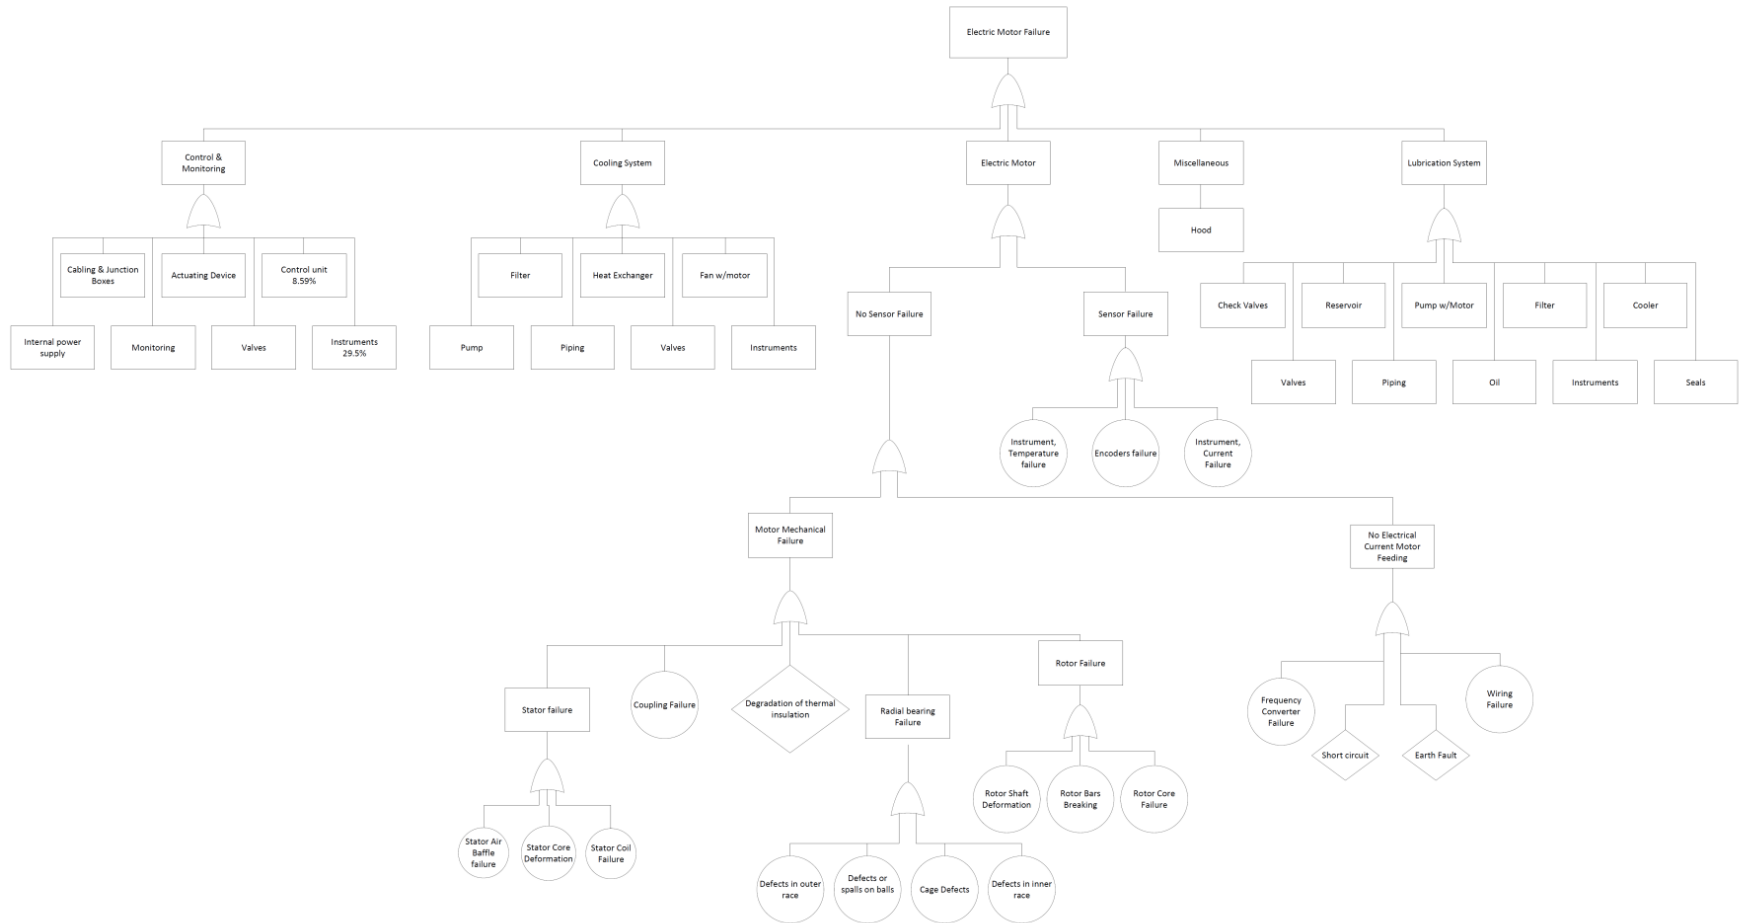 Electric Motor Failure
Control &
Monitoring
Cooling System
Electric Motor
Miscellaneous
Lubrication System
Hood
Cabling & Junction
Boxes
Actuating Device
Control unit
8.59%
Filter
Heat Exchanger
Fan w/motor
Internal power
supply
Monitoring
Valves
Instruments
29.5%
Pump
Piping
Valves
Instruments
No Sensor Failure
Sensor Failure
Check Valves
Reservoir
Pump w/Motor
Filter
Cooler
Valves
Piping
Oil
Instruments
Seals
Instrument,
Temperature
failure
Encoders failure
Instrument,
Current
Failure
Motor Mechanical
Failure
No Electrical
Current Motor
Feeding
Stator failure
Coupling Failure
Degradation of thermal
insulation
Radial bearing
Failure
Rotor Failure
Frequency
Converter
Failure
Short circuit
Earth Fault
Wiring
Failure
Rotor Shaft
Deformation
Rotor Bars
Breaking
Rotor Core
Failure
Stator Air
Baffle
failure
Stator Core
Deformation
Stator Coil
Failure
Defects in outer
race
Defects or
spalls on balls
Cage Defects
Defects in inner
race